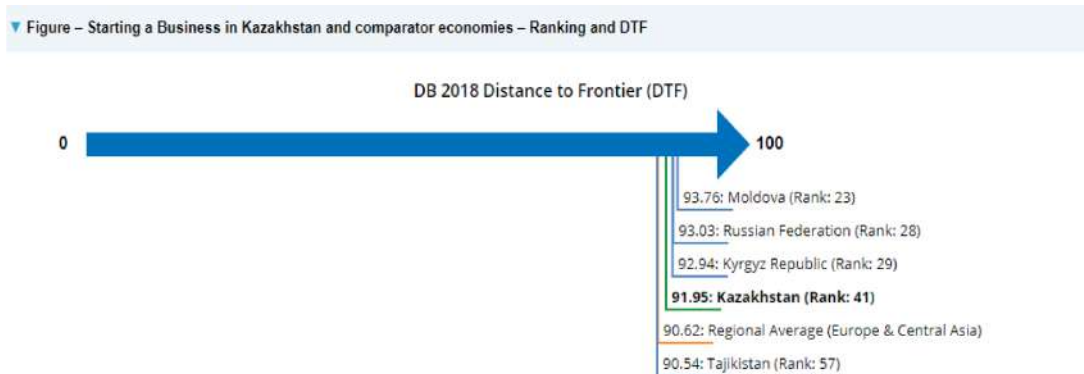 ▼ Figure – Starting a Business in Kazakhstan and comparator economies – Ranking and DTF
DB 2018 Distance to Frontier (DTF)
0
100
93.76: Moldova (Rank: 23)
93.03: Russian Federation (Rank: 28)
92.94: Kyrgyz Republic (Rank: 29)
91.95: Kazakhstan (Rank: 41)
90.62: Regional Average (Europe & Central Asia)
90.54: Tajikistan (Rank: 57)